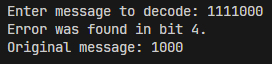 Enter message to decode: 1111000
Error was found in bit 4.
Original message: 1000